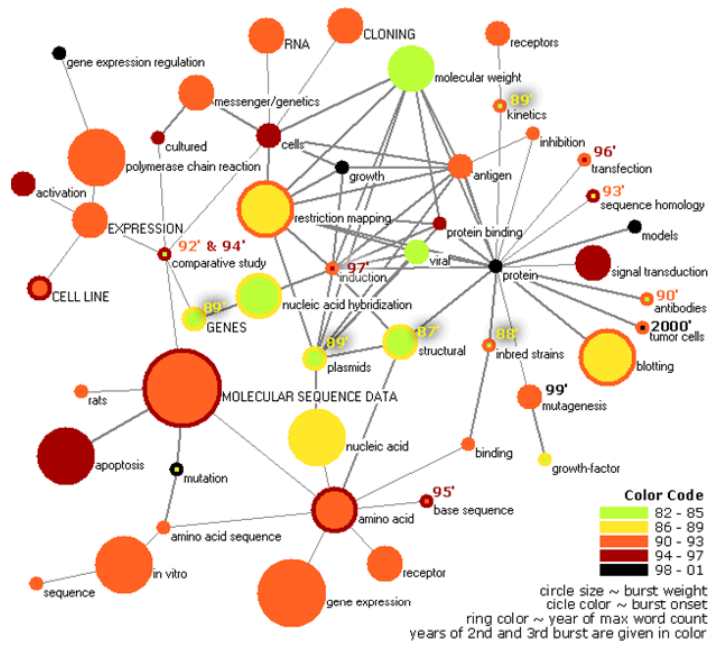 RNA
CLONING
receptors
gene expression regulation
molecular weight
messenger/genetics
89'
kinetics
cultured
cells
inhibition
polymerase chain reaction
growth
antigen
96'
transfection
activation
93'
sequence homology
EXPRESSION
restriction mapping
protein binding
models
92' & 94'
comparative study
viral
97'
induction
protein
signal transduction
CELL LINE
nucleic acid hybridization
90'
antibodies
89'
GENES
2000'
tumor cells
87'
structural
88'
inbred strains
89'
plasmids
blotting
rats
MOLECULAR SEQUENCE DATA
99'
mutagenesis
nucleic acid
apoptosis
binding
growth-factor
mutation
95'
base sequence
amino acid
amino acid sequence
in vitro
receptor
sequence
gene expression
Color Code
82 - 85
86 - 89
90 - 93
94 - 97
98 - 01
circle size ~ burst weight
cicle color ~ burst onset
ring color ~ year of max word count
years of 2nd and 3rd burst are given in color